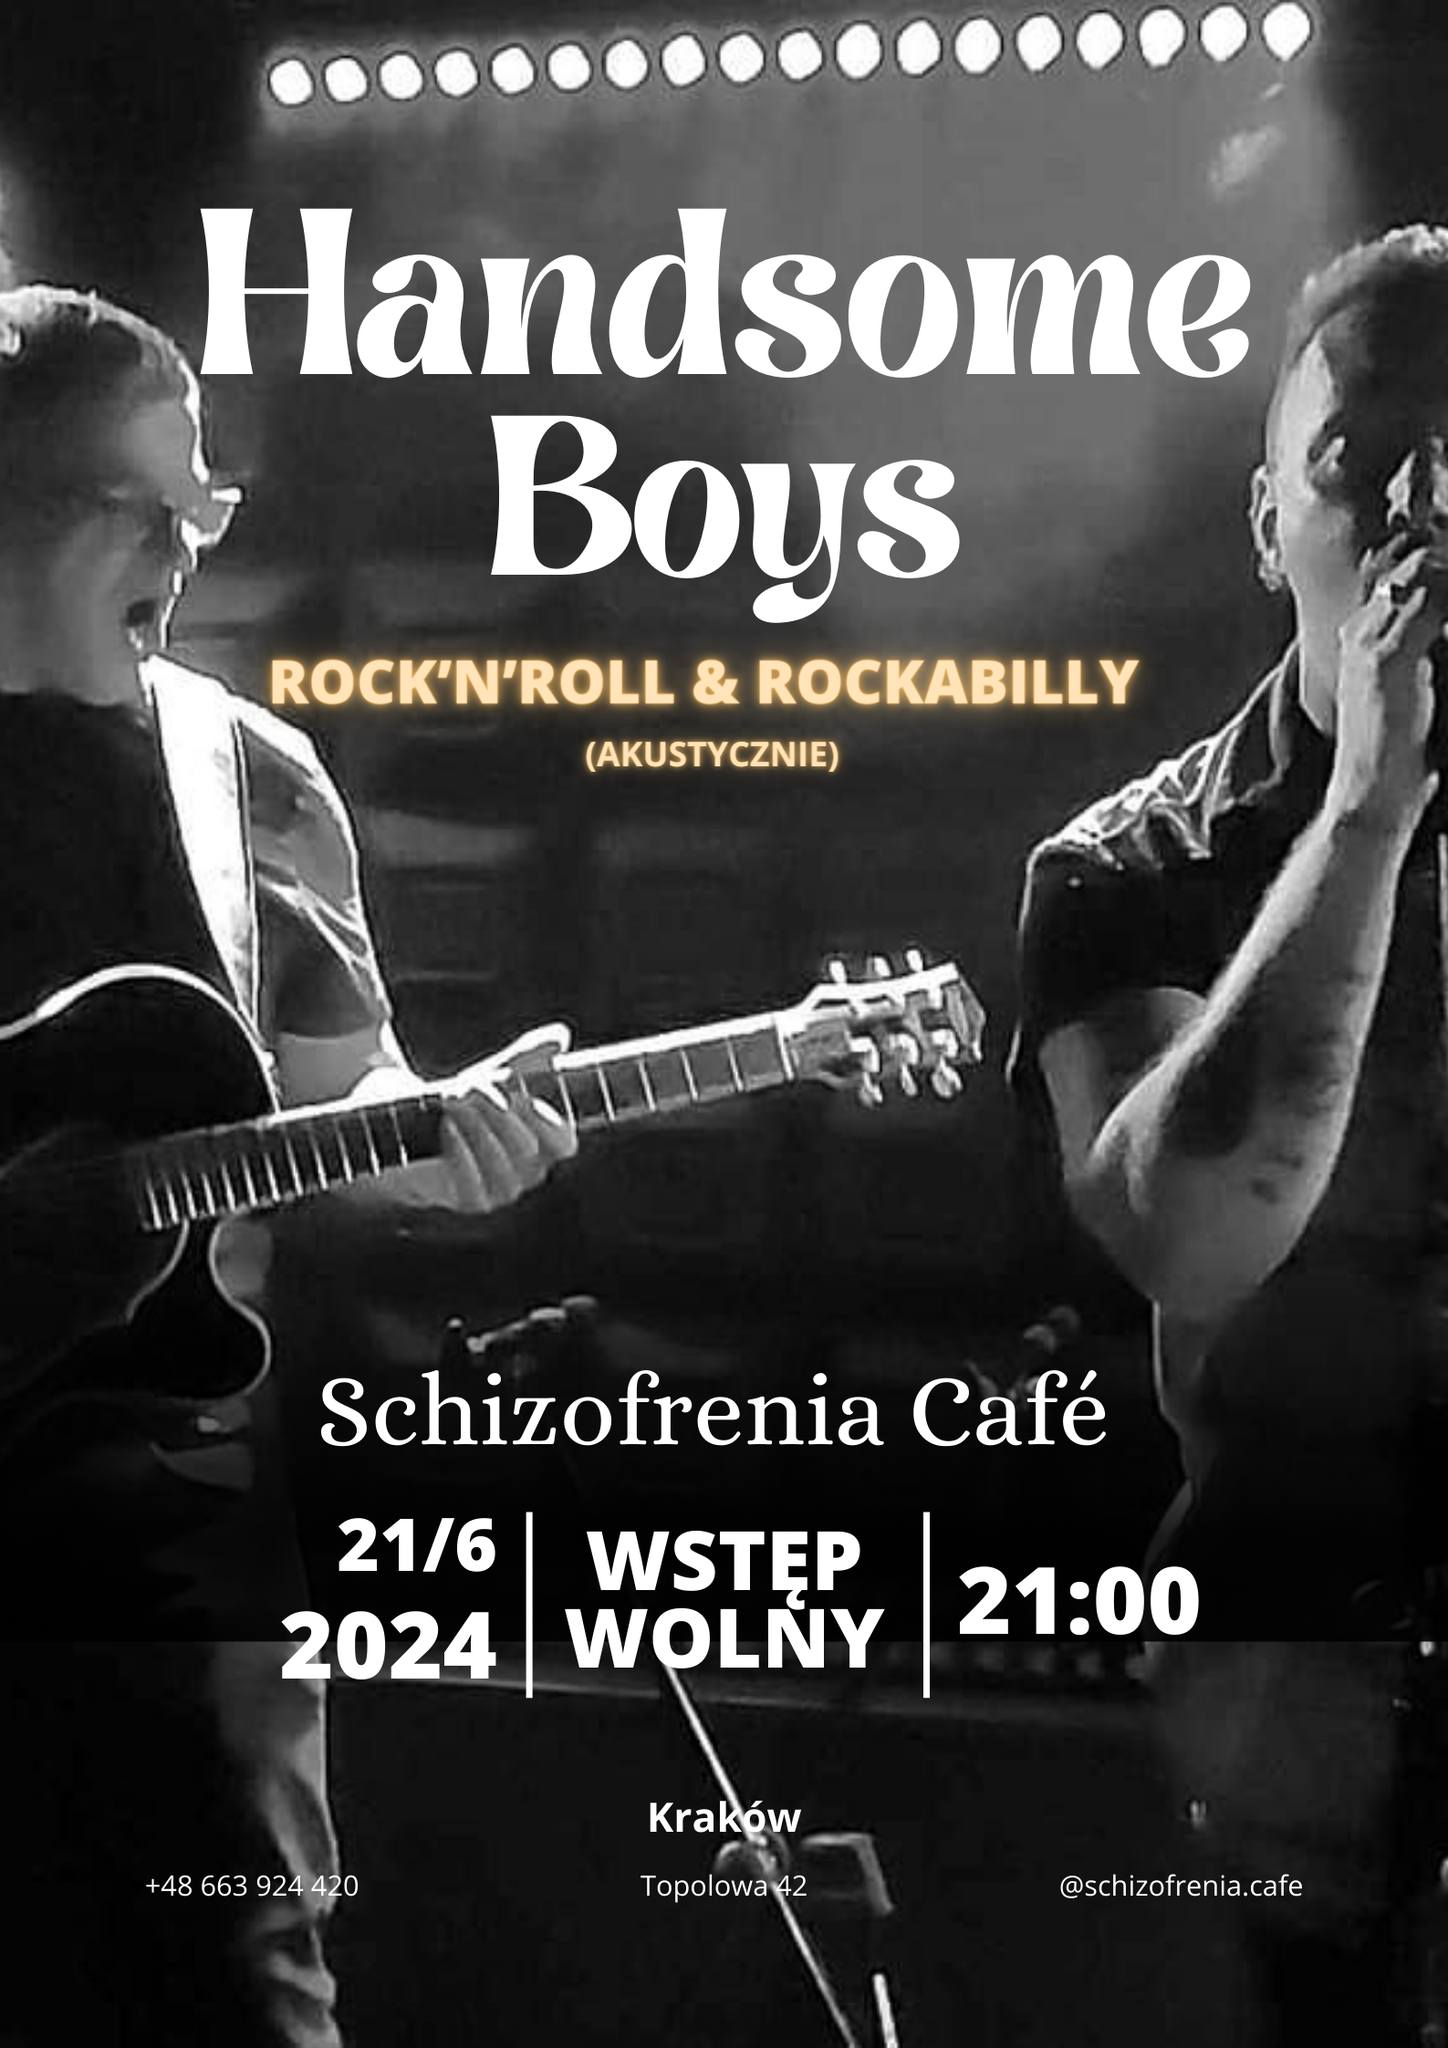 Handsome
Boys
ROCK’N’ROLL & ROCKABILLY
(AKUSTYCZNIE)
Schizofrenia Café
21/6
2024
WSTĘP
WOLNY
21:00
Kraków
+48 663 924 420
Topolowa 42
@schizofrenia.cafe